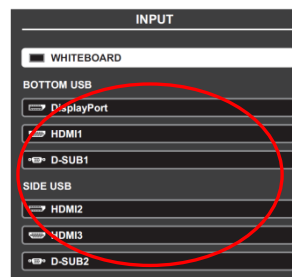 INPUT
WHITEBOARD
BOTTOM USB
DisplayPort
HDMI1
D-SUB1
SIDE USB
HDMI2
HDMI3
D-SUB2